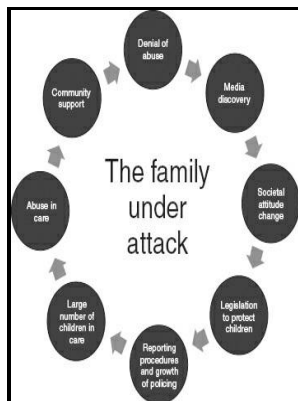 Denial of
abuse
Media
discovery
Societal
attitude
change
Legislation
to protect
children
Reporting
procedures
and growth
of policing
Large
number of
children in
care
Abuse in
care
Community
support
The family
under
attack